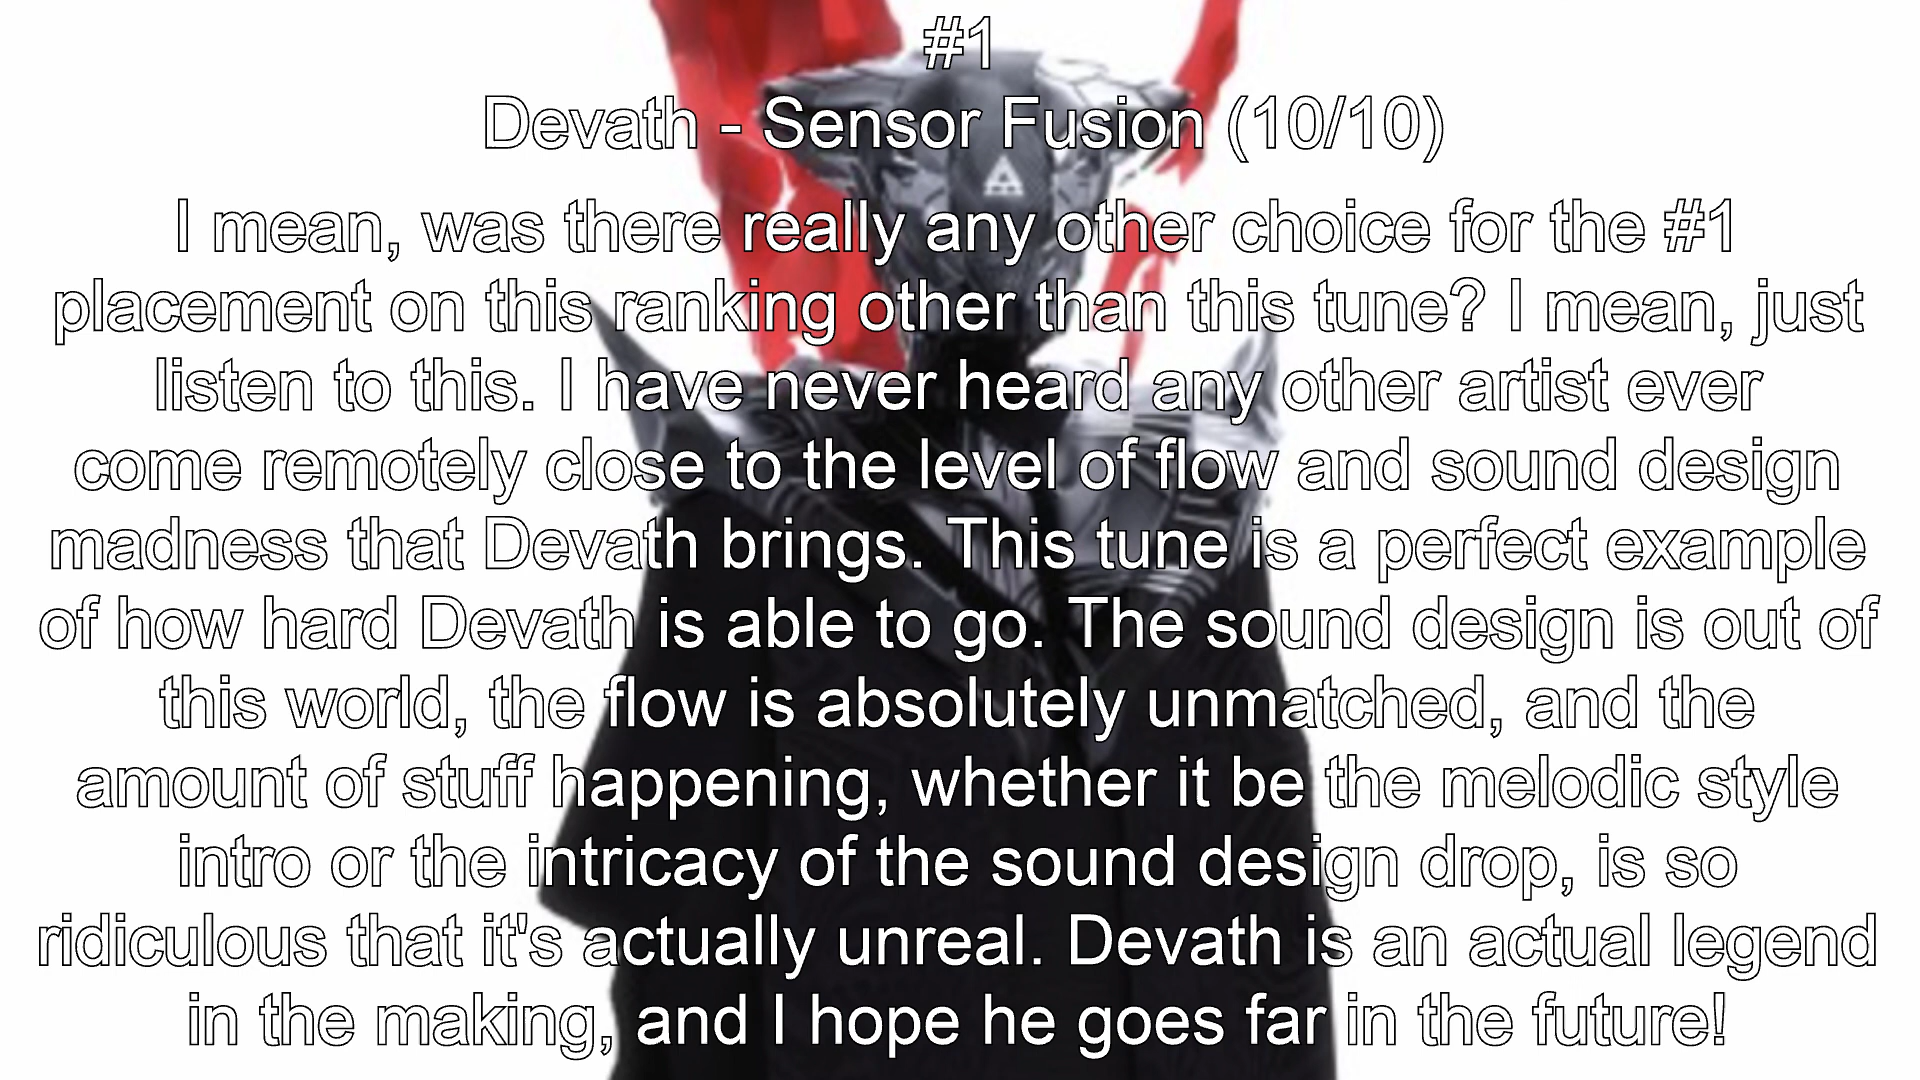 #1
Devath - Sensor Fusion (10/10)
I mean, was there really any other choice for the #1
placement on this ranking other than this tune? I mean, just
listen to this. I have never heard any other artist ever
come remotely close to the level of flow and sound design
madness that Devath brings. This tune is a perfect example
of how hard Devath is able to go. The sound design is out of
this world, the flow is absolutely unmatched, and the
amount of stuff happening, whether it be the melodic style
intro or the intricacy of the sound design drop, is so
ridiculous that it's actually unreal. Devath is an actual legend
in the making, and I hope he goes far in the future!